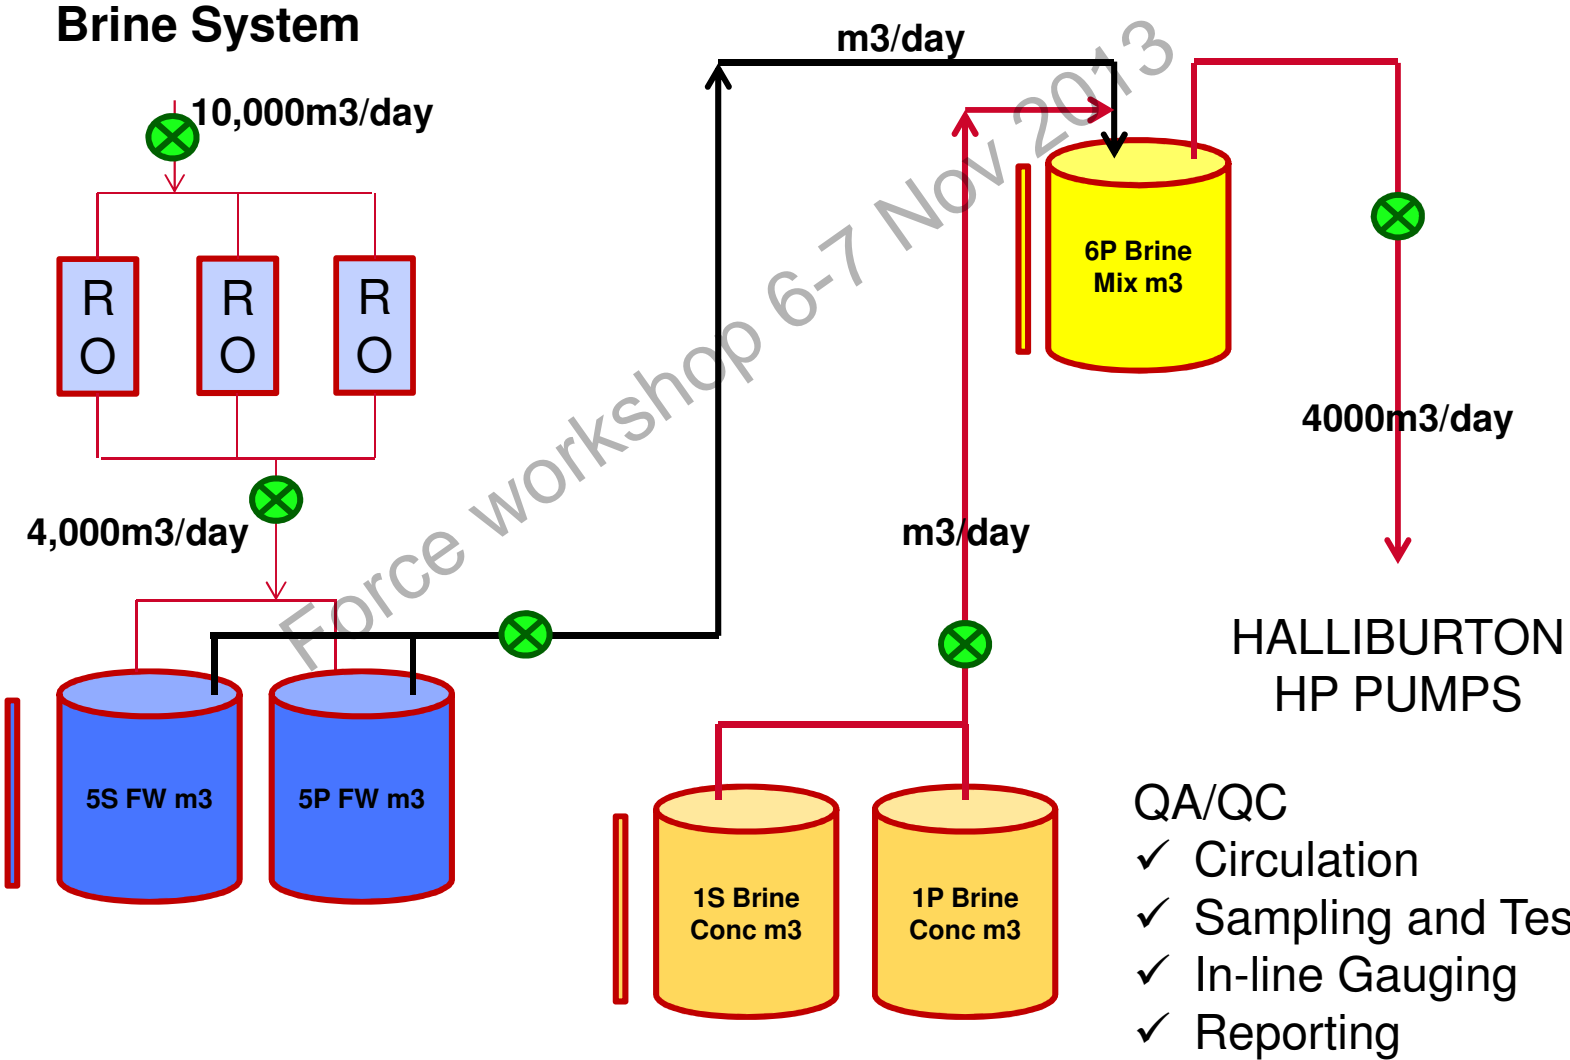 Brine System
m3/day
10,000m3/day
R
O
R
O
R
O
6P Brine
Mix m3
4000m3/day
4,000m3/day
m3/day
HALLIBURTON
HP PUMPS
5S FW m3
5P FW m3
1S Brine
Conc m3
1P Brine
Conc m3
QA/QC
✓ Circulation
✓ Sampling and Tes
✓ In-line Gauging
✓ Reporting
Force workshop 6-7 Nov 2013